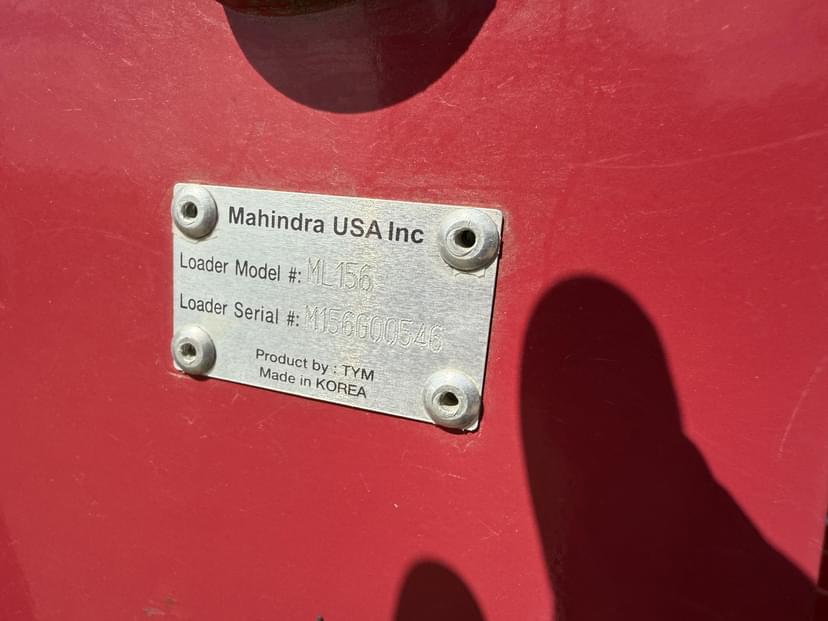 Mahindra USA Inc
Loader Model #: ML156
Loader Serial #: M156G00546
Product by : TYM
Made in KOREA